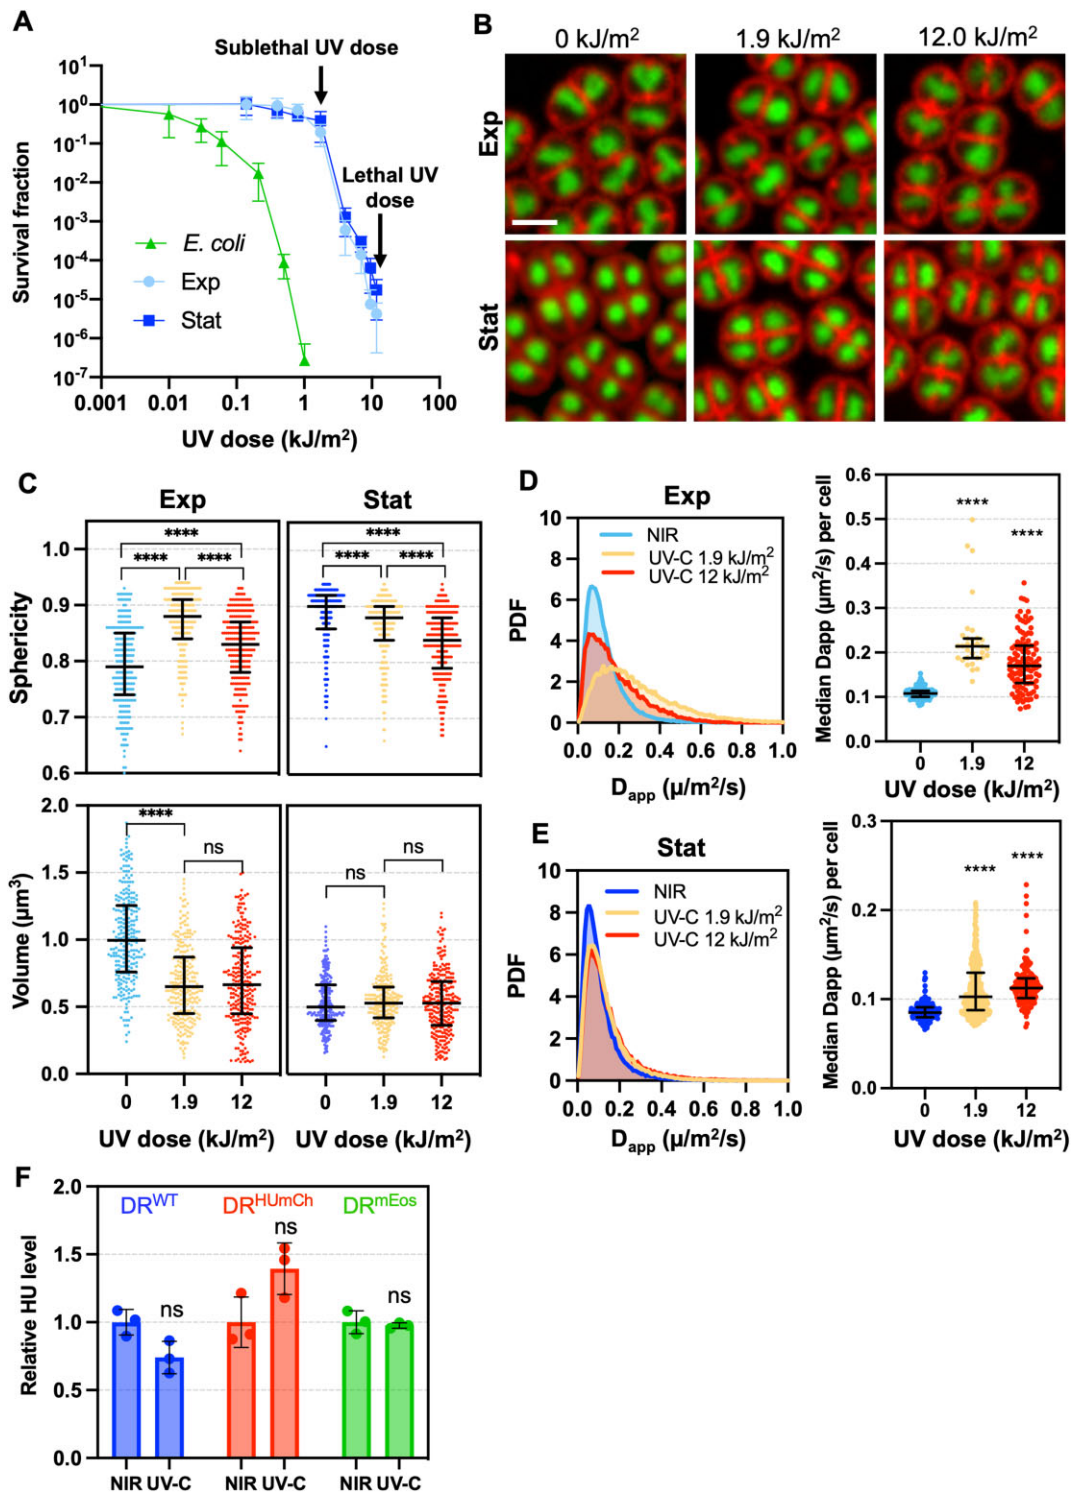 A
Sublethal UV dose
10¹
10⁰
10⁻¹
10⁻²
10⁻³
10⁻⁴
10⁻⁵
10⁻⁶
10⁻⁷
Survival fraction
Lethal UV
dose
E. coli
Exp
Stat
0.001 0.01 0.1 1 10 100
UV dose (kJ/m²)
B
0 kJ/m² 1.9 kJ/m² 12.0 kJ/m²
Exp
Stat
C
Exp Stat
**** ****
**** **** **** ****
Sphericity
1.0
0.9
0.8
0.7
0.6
**** ns
ns ns
Volume (µm³)
2.0
1.5
1.0
0.5
0.0
0 1.9 12 0 1.9 12
UV dose (kJ/m²) UV dose (kJ/m²)
D
Exp
PDF
10
8
6
4
2
0
NIR
UV-C 1.9 kJ/m²
UV-C 12 kJ/m²
0.0 0.2 0.4 0.6 0.8 1.0
Dapp (µ/m²/s)
Median Dapp (µm²/s) per cell
0.6
0.5
0.4
0.3
0.2
0.1
0.0
****
****
0 1.9 12
UV dose (kJ/m²)
E
Stat
PDF
10
8
6
4
2
0
NIR
UV-C 1.9 kJ/m²
UV-C 12 kJ/m²
0.0 0.2 0.4 0.6 0.8 1.0
Dapp (µ/m²/s)
Median Dapp (µm²/s) per cell
0.3
0.2
0.1
0.0
****
****
0 1.9 12
UV dose (kJ/m²)
F
Relative HU level
2.0
1.5
1.0
0.5
0.0
DRᵂᵀ DRᴴᵁᵐᶜʰ DRᵐᴱᵒˢ
ns ns ns
NIR UV-C NIR UV-C NIR UV-C